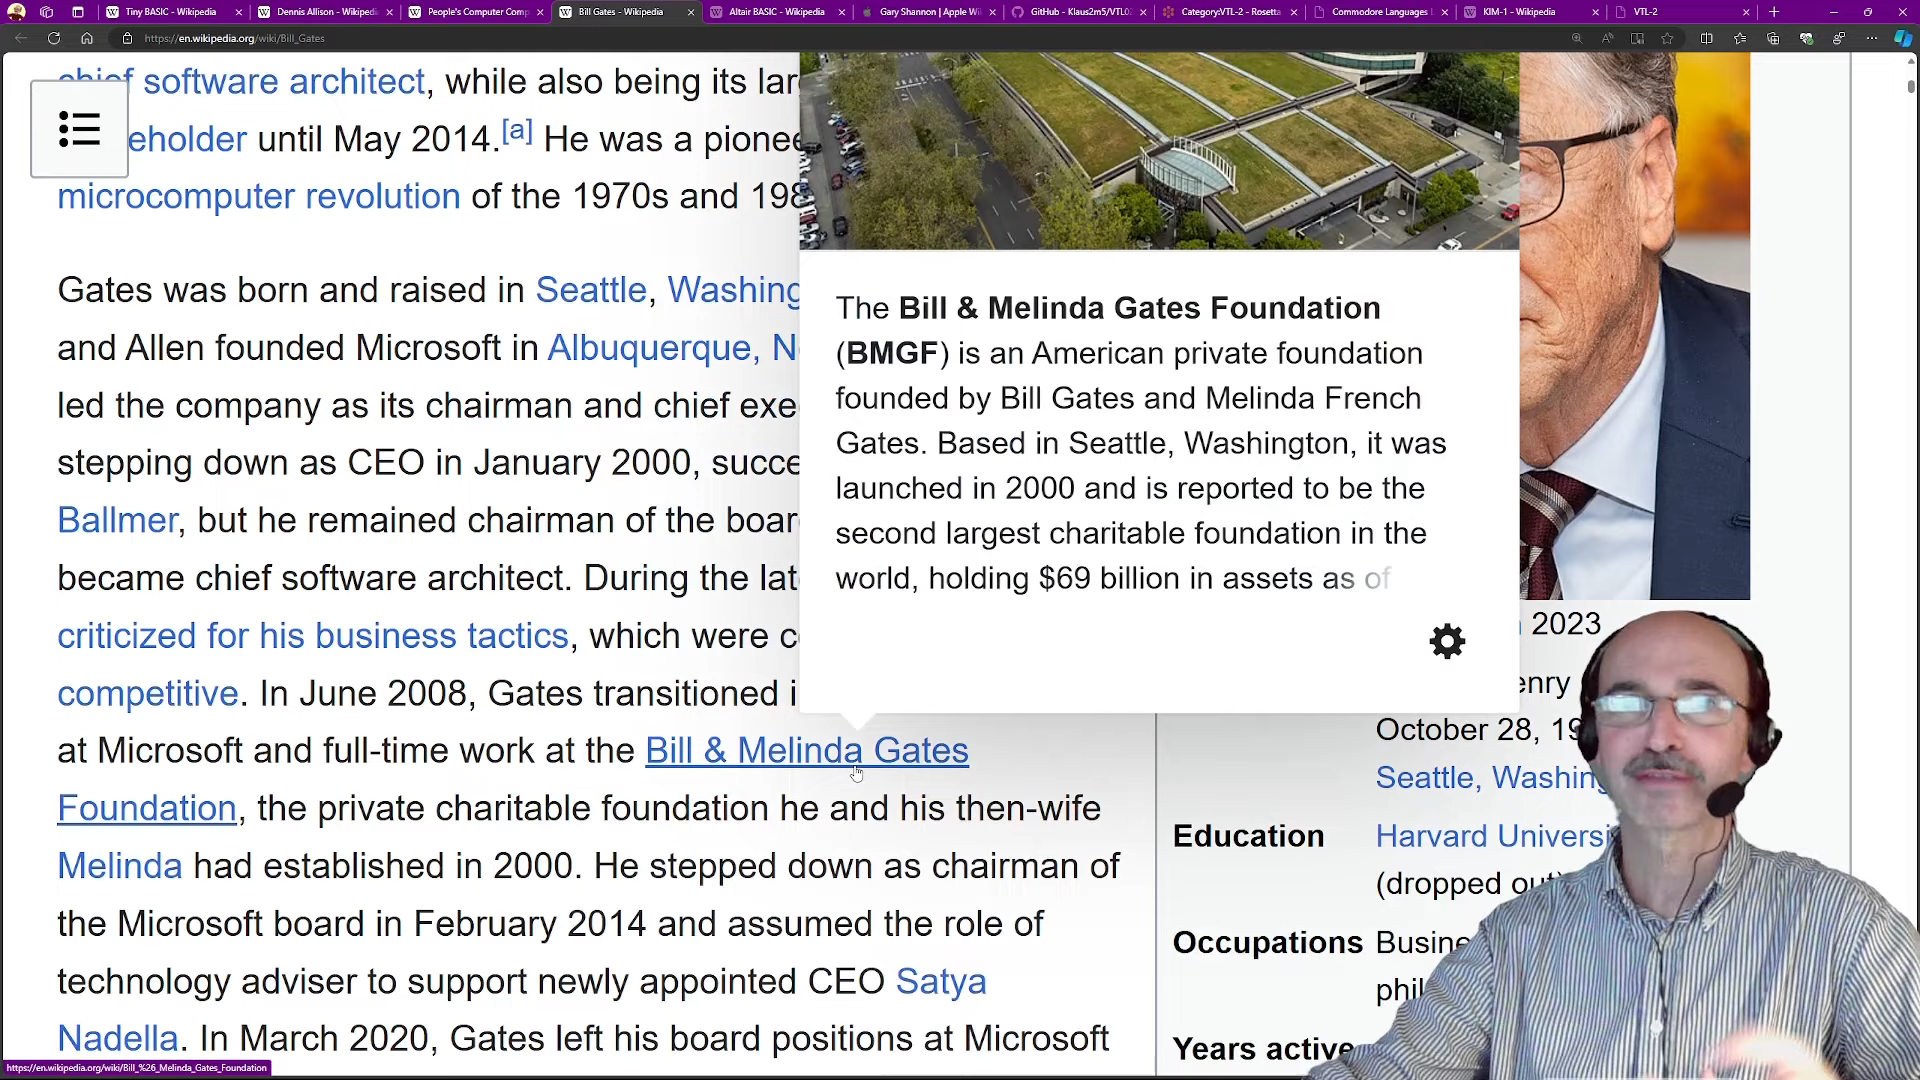 Tiny BASIC - Wikipedia
Dennis Allison - Wikipedi
People's Computer Comp
Bill Gates - Wikipedia
Altair BASIC - Wikipedia
Gary Shannon | Apple Wi
GitHub - Klaus2m5/VTL02
Category:VTL-2 - Rosetta
Commodore Languages
KIM-1 - Wikipedia
VTL-2
https://en.wikipedia.org/wiki/Bill_Gates
chief software architect, while also being its
eholder until May 2014.[a] He was a
microcomputer revolution of the 1970s and
Gates was born and raised in Seattle,
and Allen founded Microsoft in Albuquerque,
led the company as its chairman and chief
stepping down as CEO in January 2000,
Ballmer, but he remained chairman of the
became chief software architect. During the
criticized for his business tactics, which were
competitive. In June 2008, Gates transitioned
at Microsoft and full-time work at the Bill & Melinda Gates
Foundation, the private charitable foundation he and his then-wife
Melinda had established in 2000. He stepped down as chairman of
the Microsoft board in February 2014 and assumed the role of
technology adviser to support newly appointed CEO Satya
Nadella. In March 2020, Gates left his board positions at Microsoft
The Bill & Melinda Gates Foundation
(BMGF) is an American private foundation
founded by Bill Gates and Melinda French
Gates. Based in Seattle, Washington, it was
launched in 2000 and is reported to be the
second largest charitable foundation in the
world, holding $69 billion in assets as of
2023
enry
October 28, 19
Seattle, Washing
Education Harvard Universi
(dropped out)
Occupations Busine
phil
Years active
https://en.wikipedia.org/wiki/Bill_%26_Melinda_Gates_Foundation